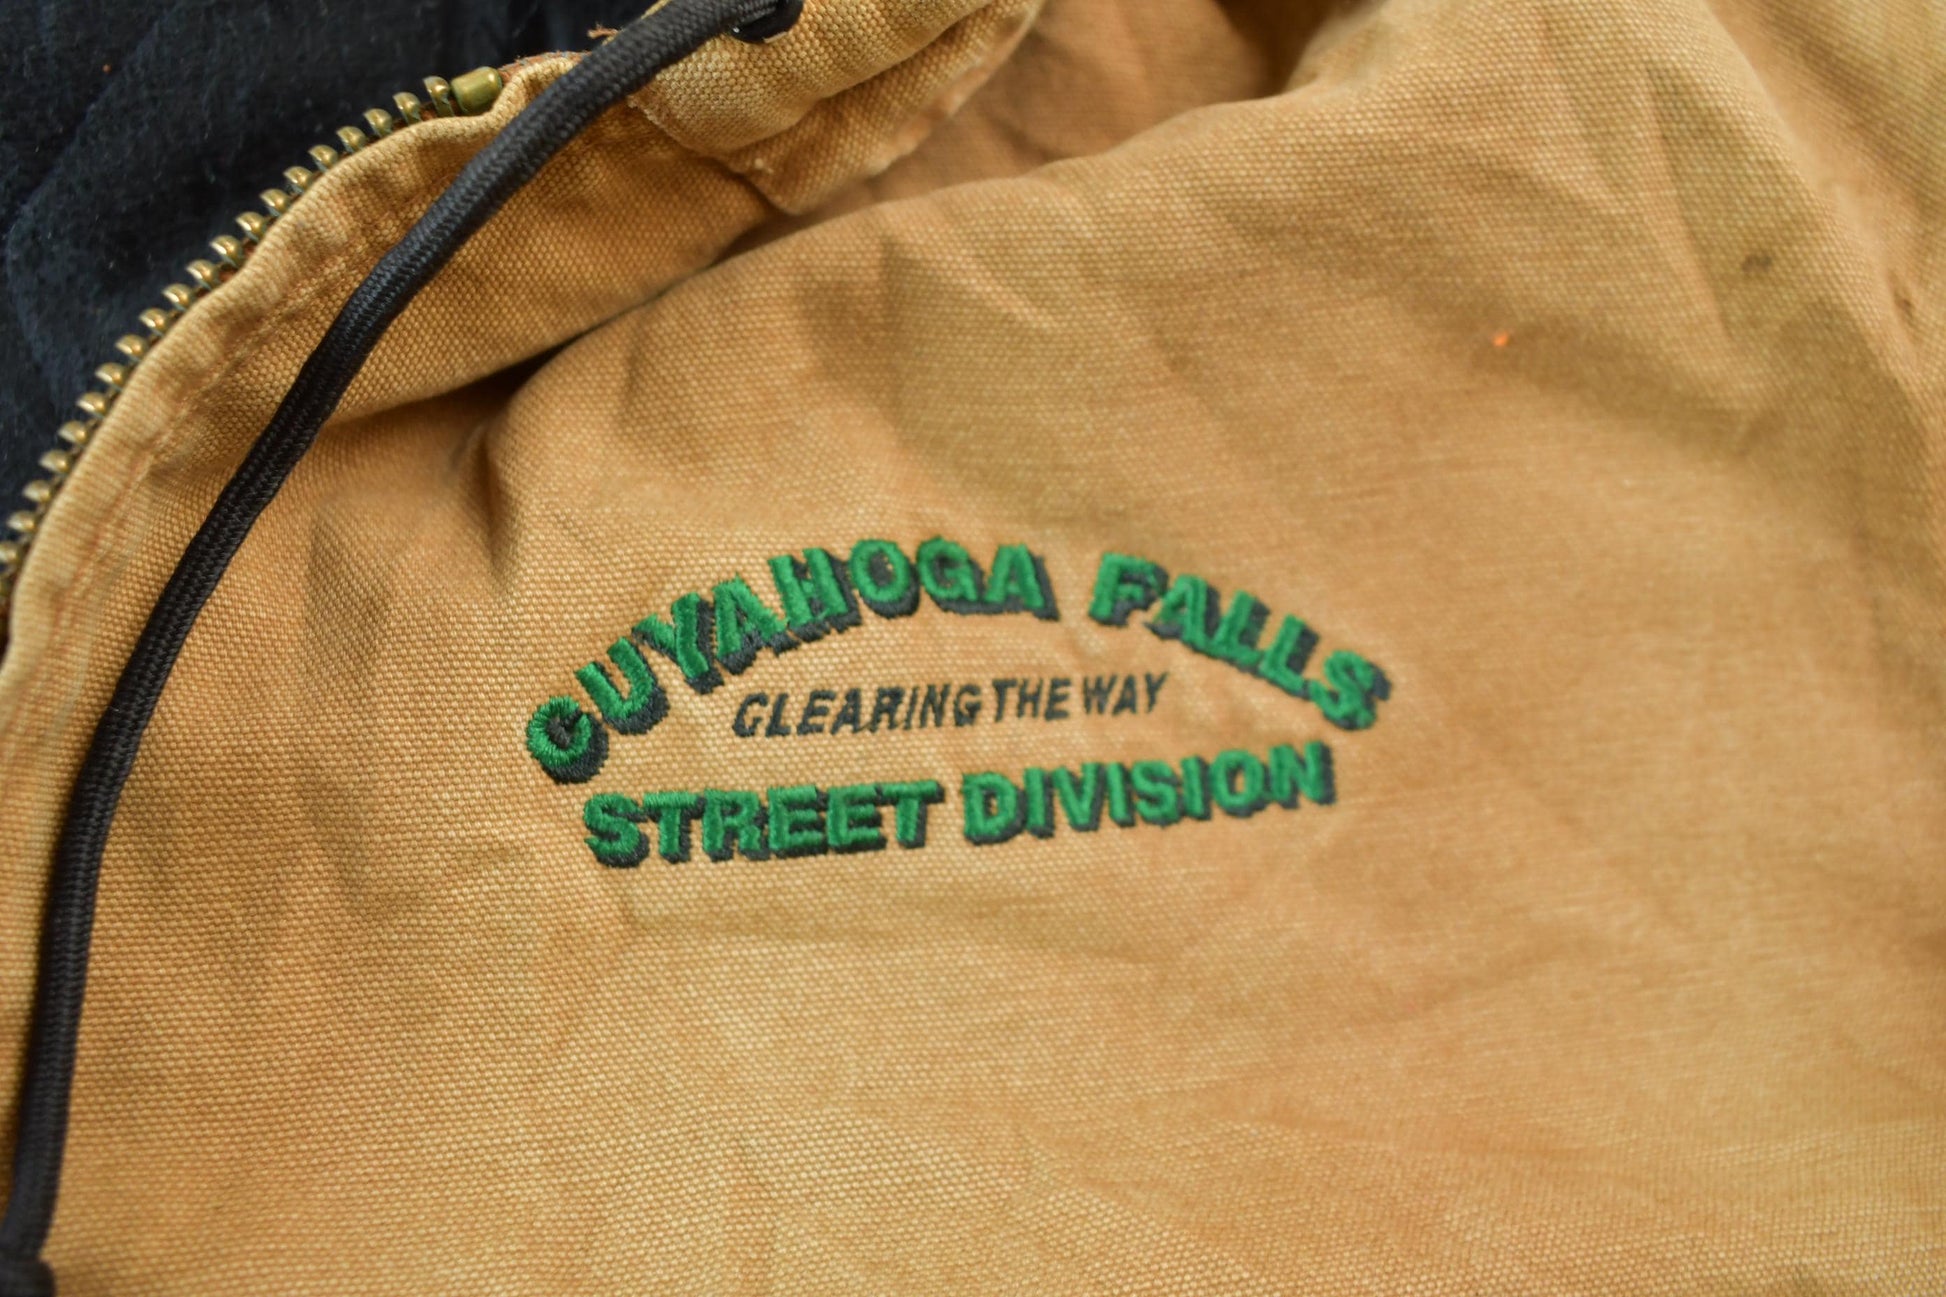 CUYAHOGA FALLS
CLEARING THE WAY
STREET DIVISION